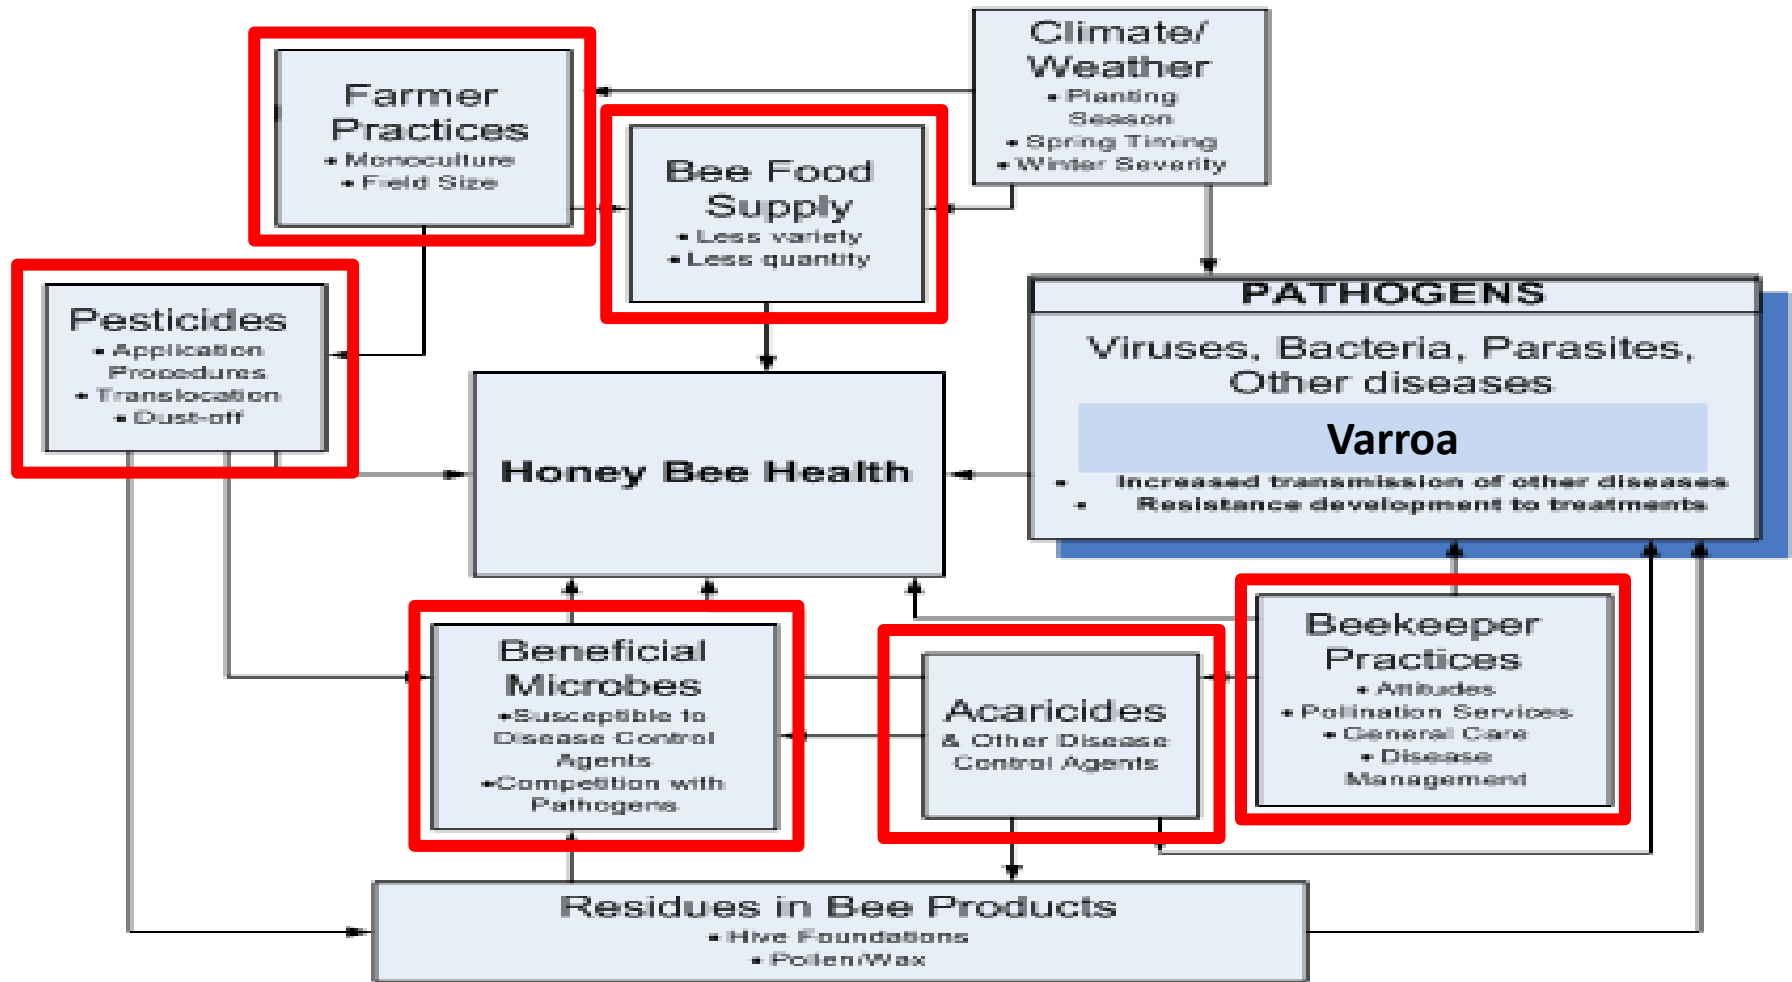 Climate/
Weather
• Planting
Season
• Spring Timing
• Winter Severity
Farmer
Practices
• Monoculture
• Field Size
Bee Food
Supply
• Less variety
• Less quantity
Pesticides
• Application
Procedures
• Translocation
• Dust-off
PATHOGENS
Viruses, Bacteria, Parasites,
Other diseases
Varroa
• Increased transmission of other diseases
• Resistance development to treatments
Honey Bee Health
Beneficial
Microbes
•Susceptible to
Disease Control
Agents
•Competition with
Pathogens
Acaricides
& Other Disease
Control Agents
Beekeeper
Practices
• Attitudes
• Pollination Services
• General Care
• Disease
Management
Residues in Bee Products
• Hive Foundations
• Pollen/Wax